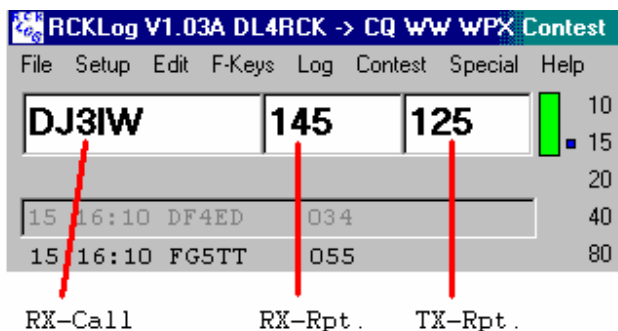 RCKLog V1.03A DL4RCK -> CQ WW WPX Contest
File Setup Edit F-Keys Log Contest Special Help
DJ3IW 145 125 10
15
20
15 16:10 DF4ED 034 40
15 16:10 FG5TT 055 80
RX-Call RX-Rpt. TX-Rpt.